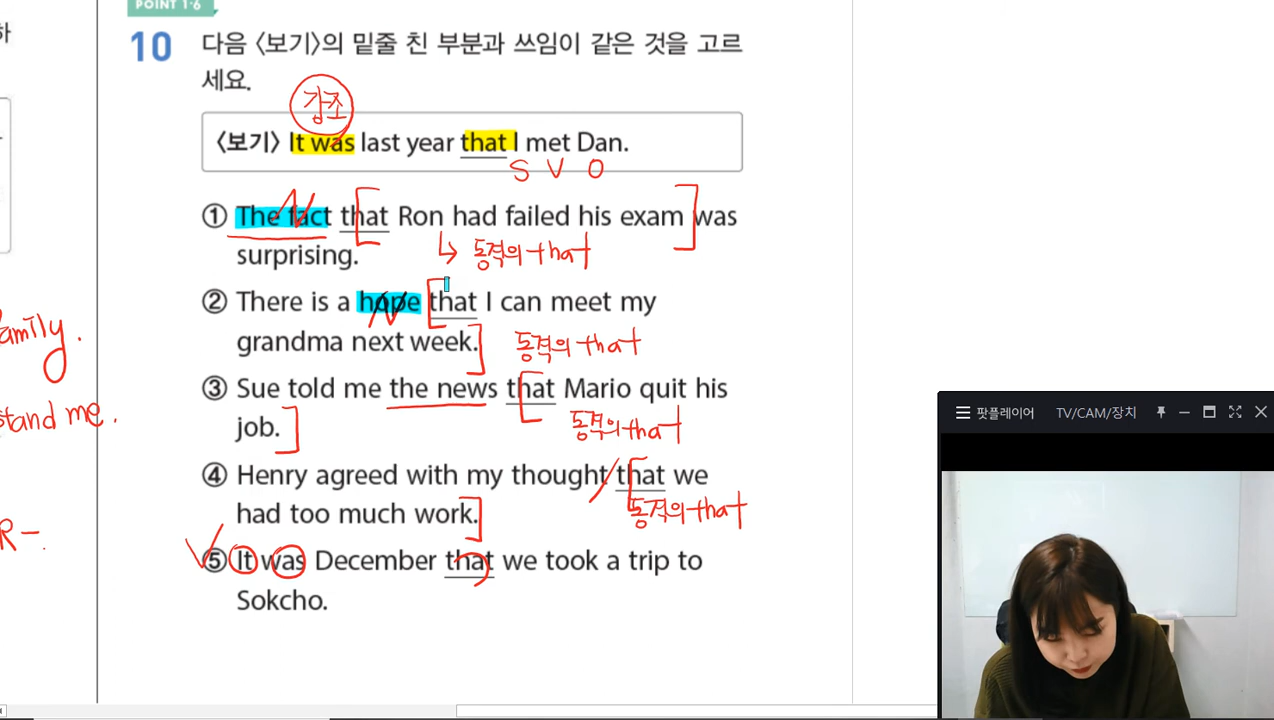 POINT 1-6
하
10 다음 〈보기〉의 밑줄 친 부분과 쓰임이 같은 것을 고르
세요.
강조
〈보기〉 It was last year that I met Dan.
S V O
① The fact that Ron had failed his exam was
N
surprising.
↳ 동격의 that
② There is a hope that I can meet my
N
grandma next week.
동격의 that
③ Sue told me the news that Mario quit his
job.
동격의 that
④ Henry agreed with my thought that we
had too much work.
동격의 that
⑤ It was December that we took a trip to
Sokcho.
family.
stand me.
R-
팟플레이어 TV/CAM/장치